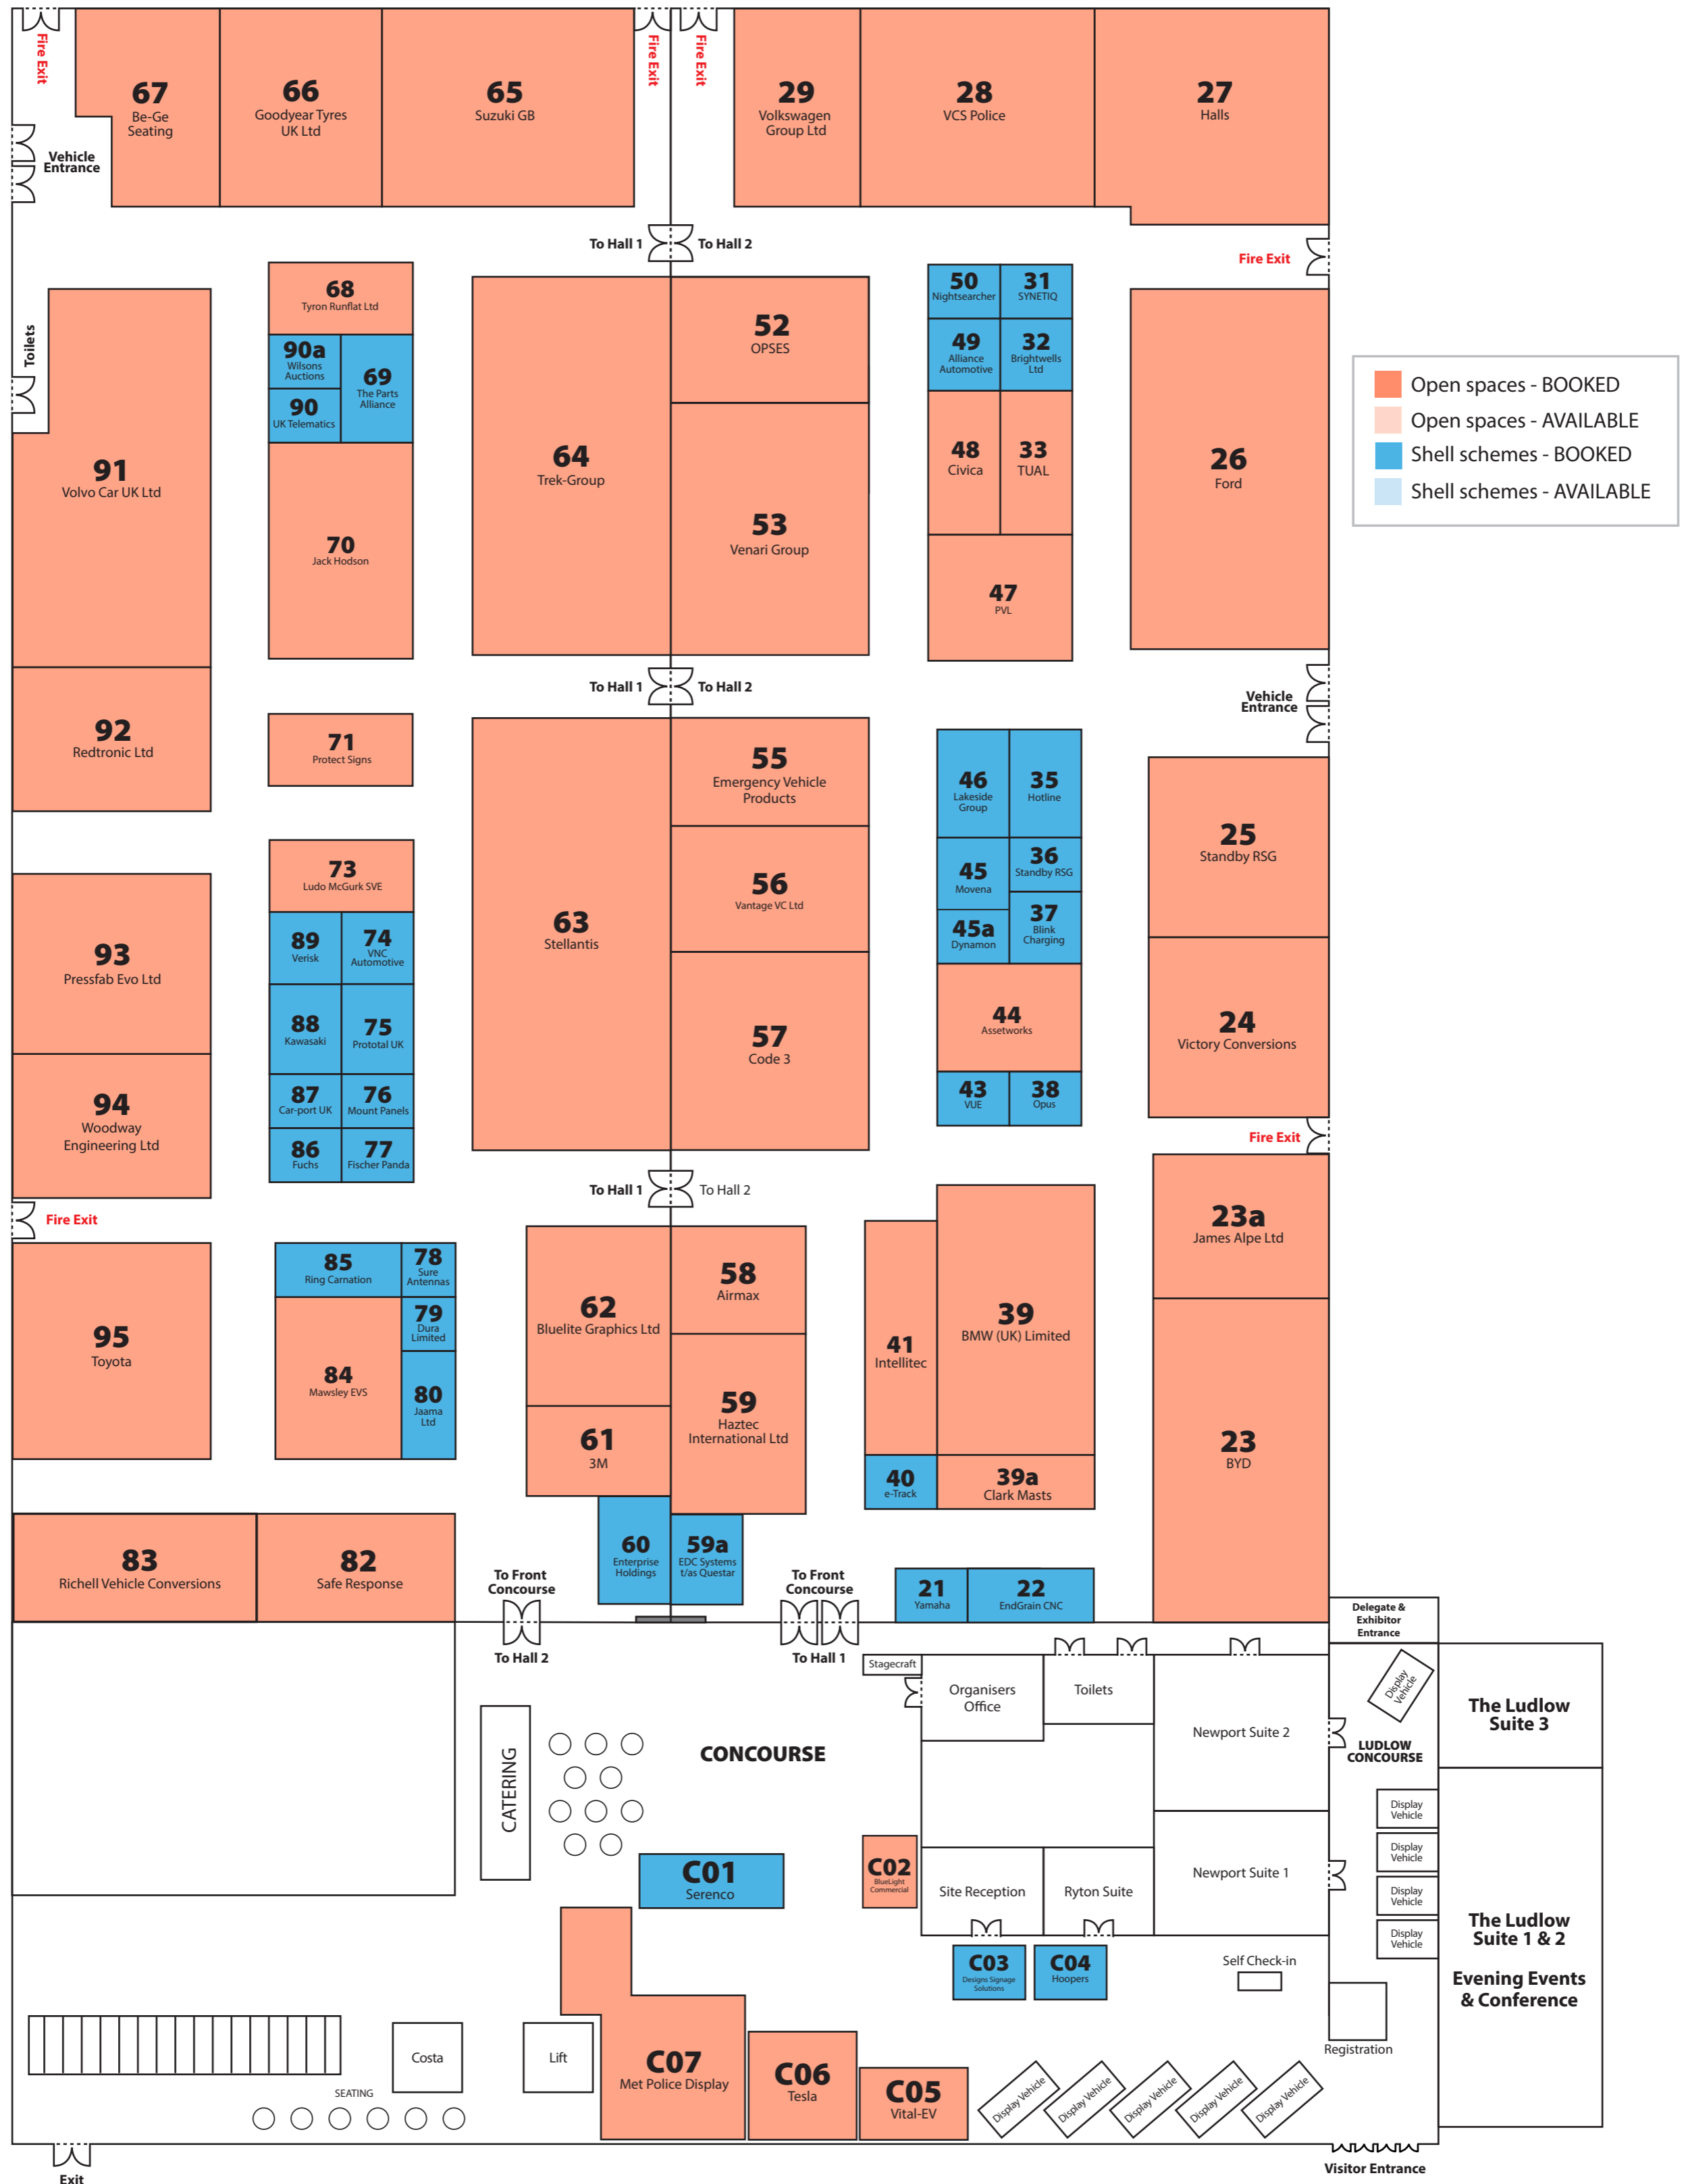 Fire Exit
Fire Exit
Fire Exit
67
Be-Ge
Seating
66
Goodyear Tyres
UK Ltd
65
Suzuki GB
29
Volkswagen
Group Ltd
28
VCS Police
27
Halls
Vehicle
Entrance
To Hall 1
To Hall 2
Fire Exit
Toilets
68
Tyron Runflat Ltd
90a
Wilsons
Auctions
69
The Parts
Alliance
90
UK Telematics
70
Jack Hodson
91
Volvo Car UK Ltd
64
Trek-Group
52
OPSES
53
Venari Group
50
Nightsearcher
31
SYNETIQ
49
Alliance
Automotive
32
Brightwells
Ltd
48
Civica
33
TUAL
47
PVL
26
Ford
Open spaces - BOOKED
Open spaces - AVAILABLE
Shell schemes - BOOKED
Shell schemes - AVAILABLE
To Hall 1
To Hall 2
Vehicle
Entrance
92
Redtronic Ltd
71
Protect Signs
73
Ludo McGurk SVE
89
Verisk
74
VNC
Automotive
88
Kawasaki
75
Prototal UK
87
Car-port UK
76
Mount Panels
86
Fuchs
77
Fischer Panda
93
Pressfab Evo Ltd
94
Woodway
Engineering Ltd
63
Stellantis
55
Emergency Vehicle
Products
56
Vantage VC Ltd
57
Code 3
46
Lakeside
Group
35
Hotline
45
Movena
36
Standby RSG
45a
Dynamon
37
Blink
Charging
44
Assetworks
43
VUE
38
Opus
25
Standby RSG
24
Victory Conversions
Fire Exit
To Hall 1
To Hall 2
Fire Exit
95
Toyota
85
Ring Carnation
78
Sure
Antennas
79
Dura
Limited
84
Mawsley EVS
80
Jaama
Ltd
62
Bluelite Graphics Ltd
58
Airmax
61
3M
59
Haztec
International Ltd
41
Intellitec
39
BMW (UK) Limited
40
e-Track
39a
Clark Masts
23a
James Alpe Ltd
23
BYD
83
Richell Vehicle Conversions
82
Safe Response
60
Enterprise
Holdings
59a
EDC Systems
t/as Questar
To Front
Concourse
To Hall 2
To Front
Concourse
To Hall 1
21
Yamaha
22
EndGrain CNC
Delegate &
Exhibitor
Entrance
Stagecraft
Organisers
Office
Toilets
Newport Suite 2
Display
Vehicle
LUDLOW
CONCOURSE
The Ludlow
Suite 3
CATERING
CONCOURSE
C01
Serenco
C02
BlueLight
Commercial
Site Reception
Ryton Suite
Newport Suite 1
Display
Vehicle
Display
Vehicle
Display
Vehicle
Display
Vehicle
The Ludlow
Suite 1 & 2
Evening Events
& Conference
C03
Designs Signage
Solutions
C04
Hoopers
Self Check-in
Registration
Costa
Lift
SEATING
C07
Met Police Display
C06
Tesla
C05
Vital-EV
Display Vehicle
Display Vehicle
Display Vehicle
Display Vehicle
Display Vehicle
Exit
Visitor Entrance